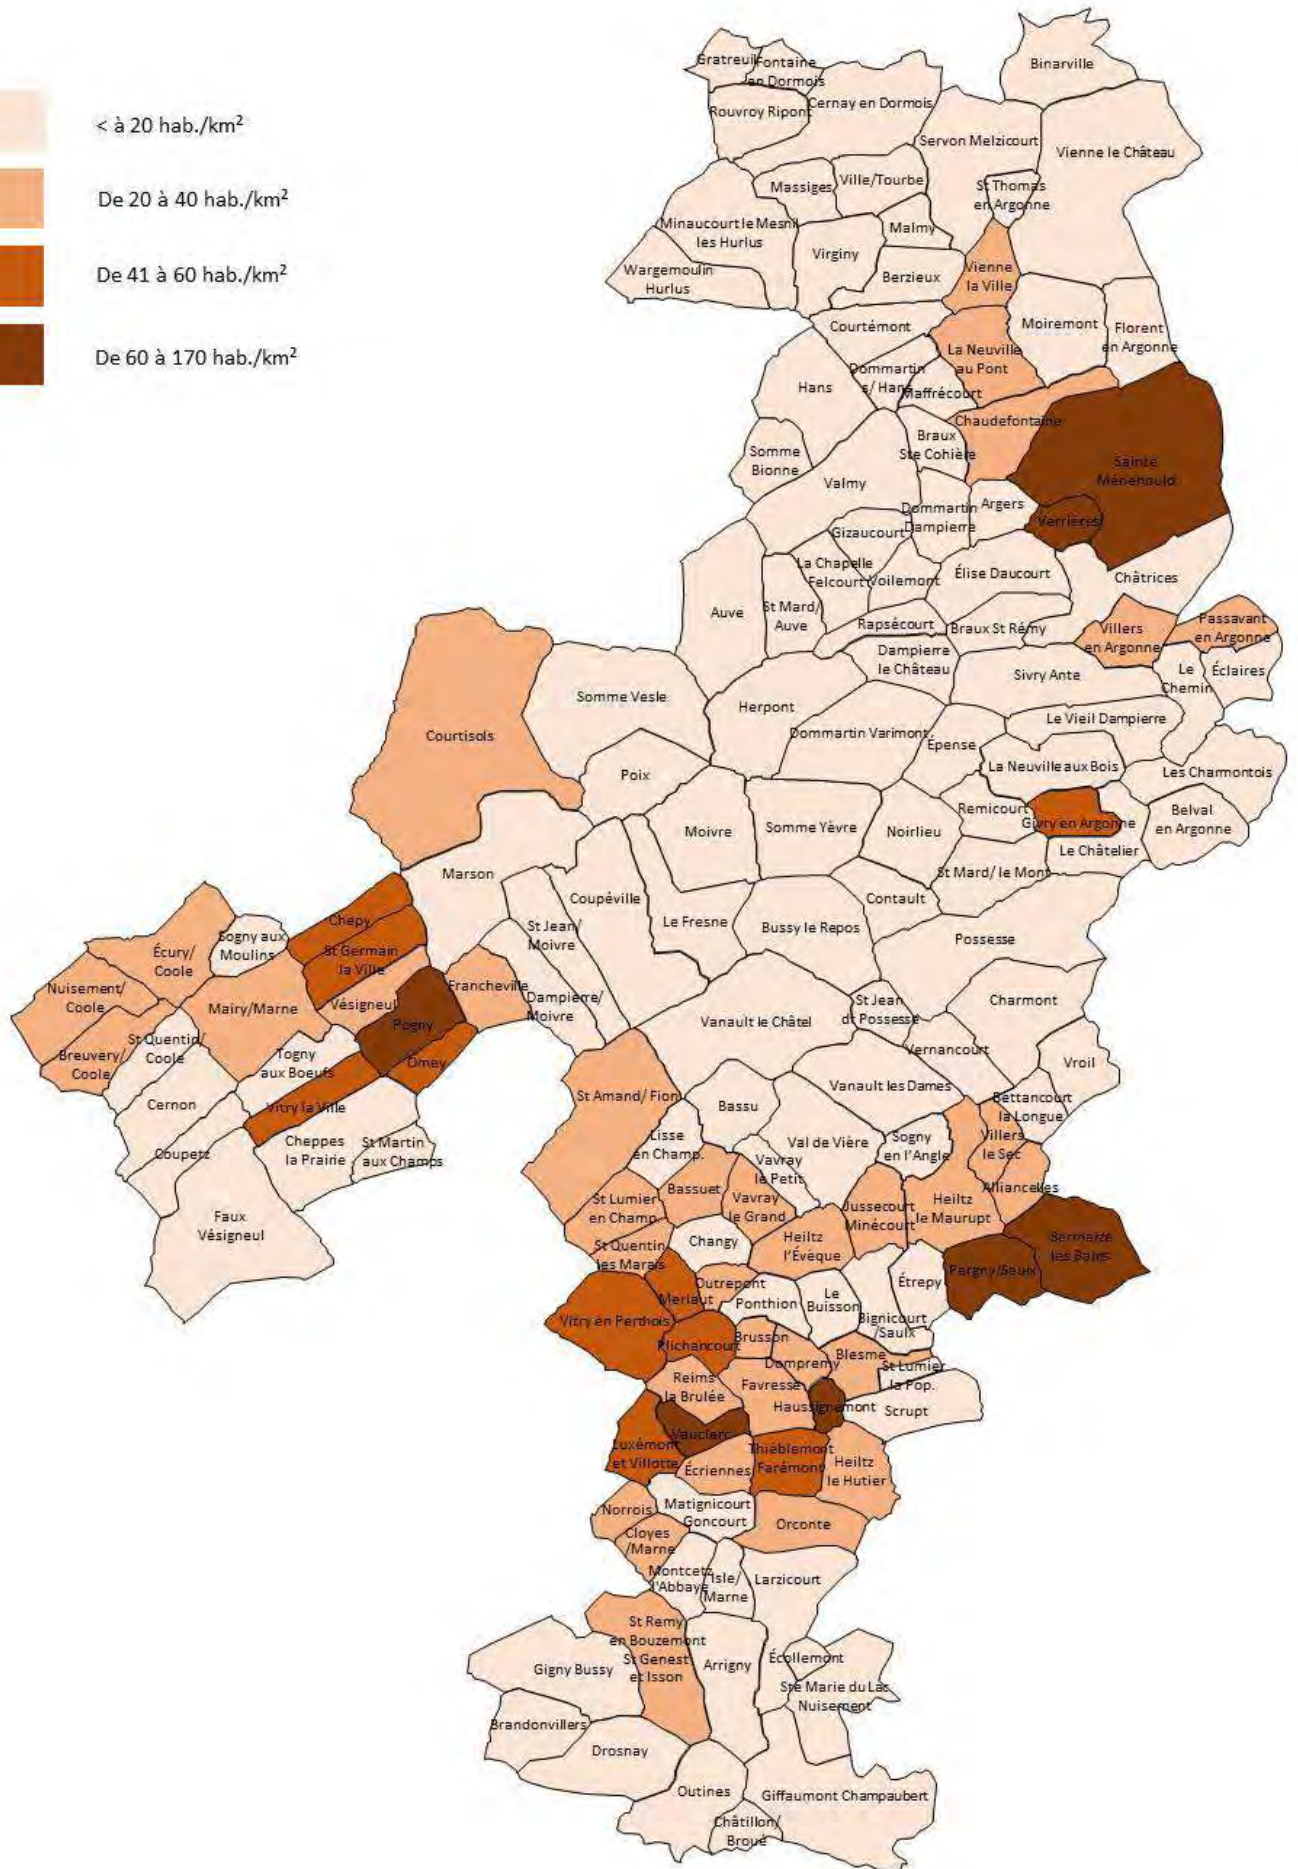 < à 20 hab./km²
De 20 à 40 hab./km²
De 41 à 60 hab./km²
De 60 à 170 hab./km²
Gratreuil
Fontaine
en Dormois
Binarville
Rouvroy Ripont
Cernay en Dormois
Servon Melzicourt
Vienne le Château
Massiges
Ville/Tourbe
St Thomas
en Argonne
Minaucourt le Mesnil
les Hurlus
Malmy
Virginy
Wargemoulin
Hurlus
Berzieux
Vienne
la Ville
Courtémont
Moiremont
Florent
en Argonne
La Neuville
au Pont
Dommartin
s/ Hans
Hans
Maffrécourt
Chaudefontaine
Braux
Ste Cohière
Somme
Bionne
Sainte
Ménehould
Valmy
Dommartin
Dampierre
Argers
Verrières
Gizaucourt
La Chapelle
Felcourt
Voilemont
Élise Daucourt
Châtrices
Auve
St Mard/
Auve
Rapsécourt
Braux St Rémy
Villers
en Argonne
Passavant
en Argonne
Dampierre
le Château
Sivry Ante
Le
Chemin
Éclaires
Somme Vesle
Herpont
Le Vieil Dampierre
Courtisols
Dommartin Varimont
Épense
La Neuville aux Bois
Les Charmontois
Poix
Remicourt
Givry en Argonne
Belval
en Argonne
Moivre
Somme Yèvre
Noirlieu
Le Châtelier
Marson
St Mard/ le Mont
Coupéville
Contault
Chepy
Le Fresne
Bussy le Repos
St Jean/
Moivre
Possesse
Sogny aux
Moulins
St Germain
la Ville
Écury/
Coole
Nuisement/
Coole
Mairy/Marne
Vésigneul
Francheville
Dampierre/
Moivre
Pogny
Vanault le Châtel
St Jean
dt Possesse
Charmont
St Quentin/
Coole
Breuvery/
Coole
Togny
aux Boeufs
Omey
Vernancourt
Vroil
Vanault les Dames
Cernon
Vitry la Ville
St Amand/ Fion
Bassu
Bettancourt
la Longue
Coupetz
Cheppes
la Prairie
St Martin
aux Champs
Lisse
en Champ.
Val de Vière
Sogny
en l'Angle
Villers
le Sec
Vavray
le Petit
Alliancelles
Faux
Vésigneul
St Lumier
en Champ.
Bassuet
Vavray
le Grand
Jussecourt
Minécourt
Heiltz
le Maurupt
Changy
Heiltz
l'Évèque
Sermaize
les Bains
St Quentin
les Marais
Pargny/Saulx
Outrepont
Étrepy
Merlaut
Ponthion
Le
Buisson
Bignicourt
/Saulx
Vitry en Perthois
Plichancourt
Brusson
Dompremy
Blesme
St Lumier
la Pop.
Reims
la Brulée
Favresse
Haussignémont
Scrupt
Vauclerc
Luxémont
et Villotte
Thiéblemont
Farémont
Écriennes
Heiltz
le Hutier
Norrois
Matignicourt
Goncourt
Orconte
Cloyes
/Marne
Montcetz
l'Abbaye
Isle/
Marne
Larzicourt
St Remy
en Bouzemont
St Genest
et Isson
Gigny Bussy
Arrigny
Écollemont
Ste Marie du Lac
Nuisement
Brandonvillers
Drosnay
Outines
Giffaumont Champaubert
Châtillon/
Broué